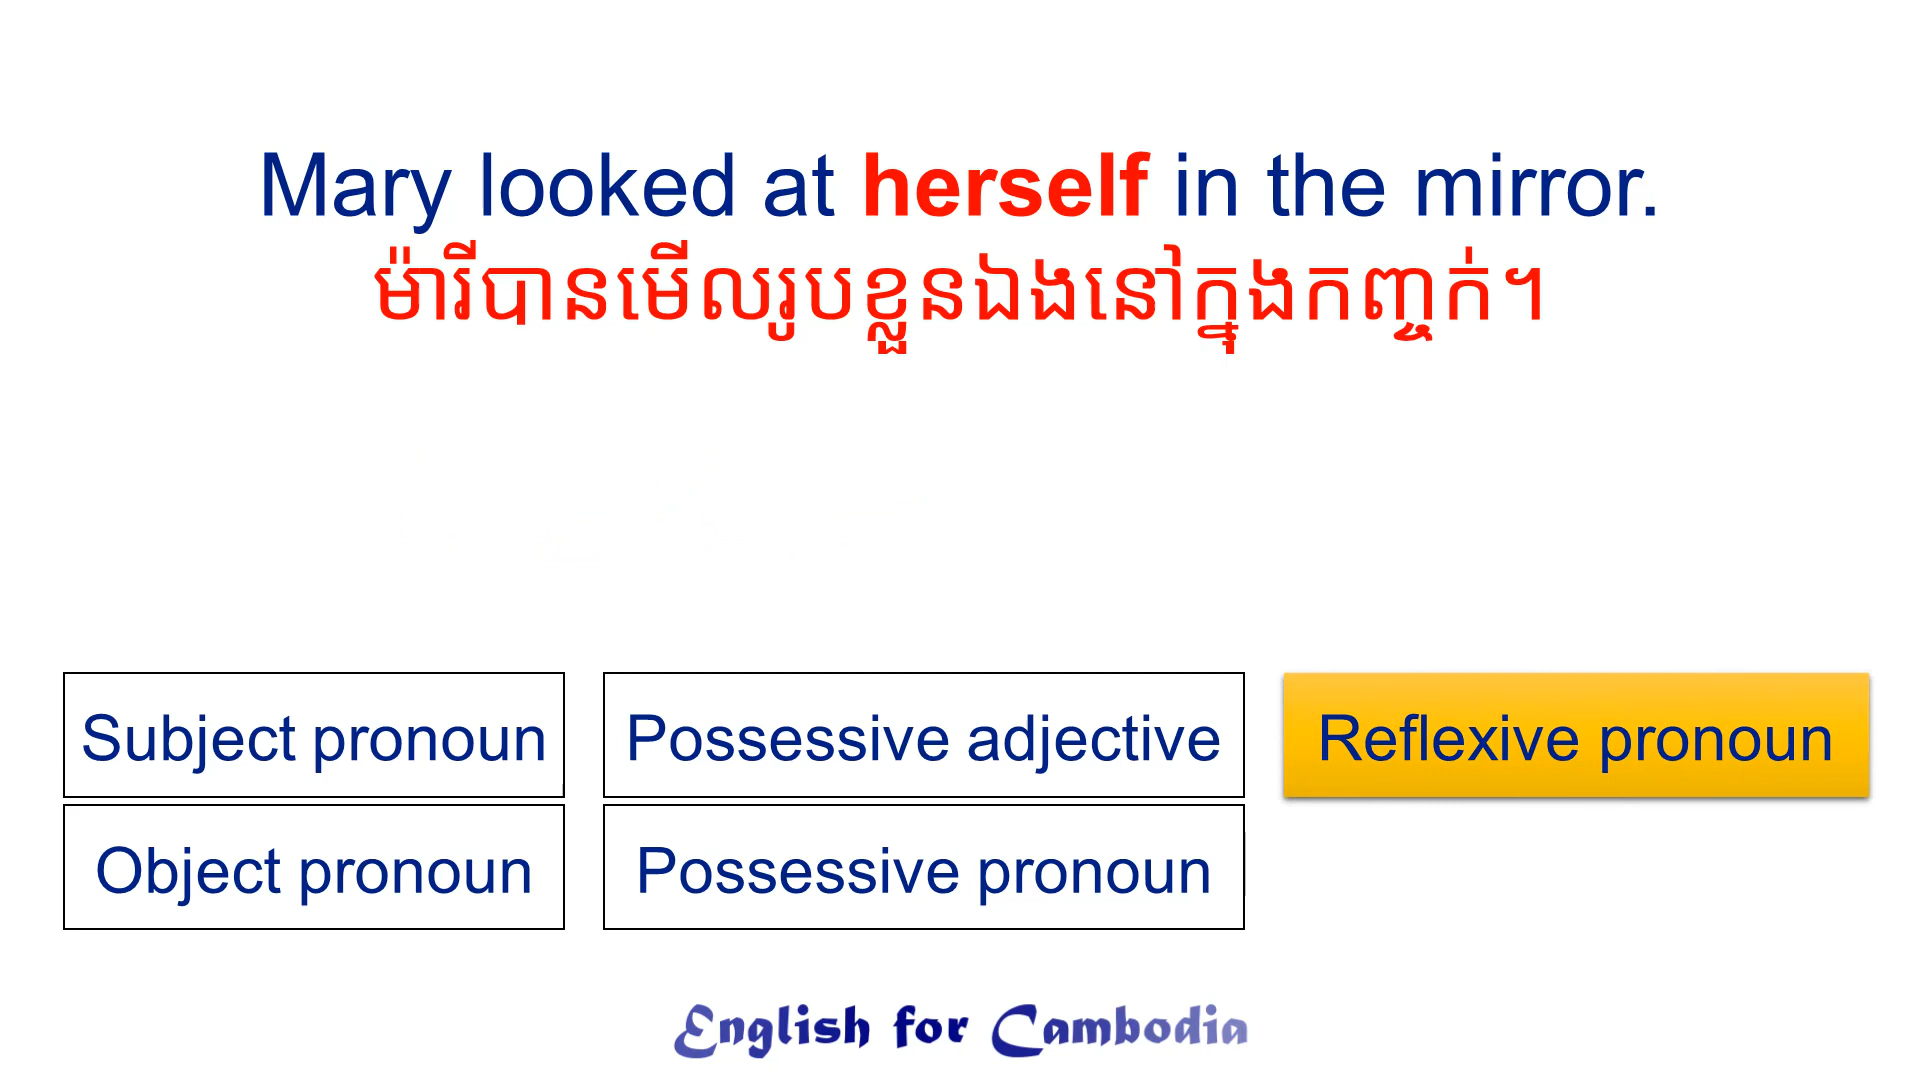 Mary looked at herself in the mirror.
ម៉ារីបានមើលរូបខ្លួនឯងនៅក្នុងកញ្ចក់។
Subject pronoun
Possessive adjective
Reflexive pronoun
Object pronoun
Possessive pronoun
English for Cambodia